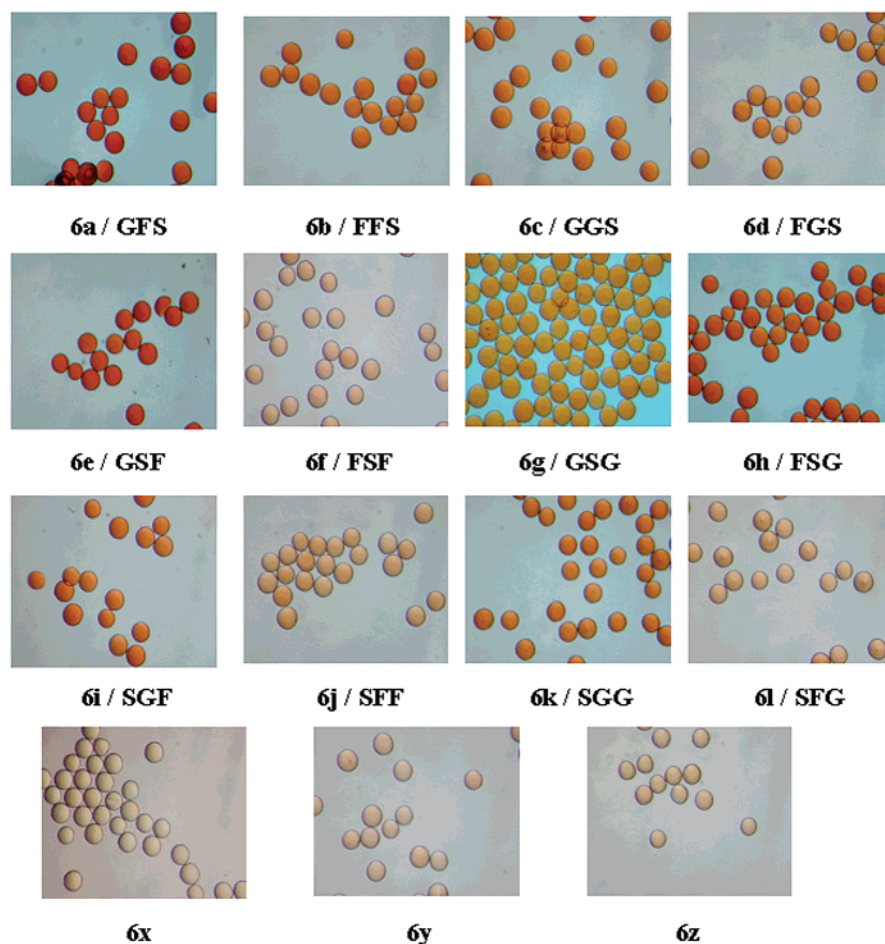 6a / GFS 6b / FFS 6c / GGS 6d / FGS
6e / GSF 6f / FSF 6g / GSG 6h / FSG
6i / SGF 6j / SFF 6k / SGG 6l / SFG
6x 6y 6z